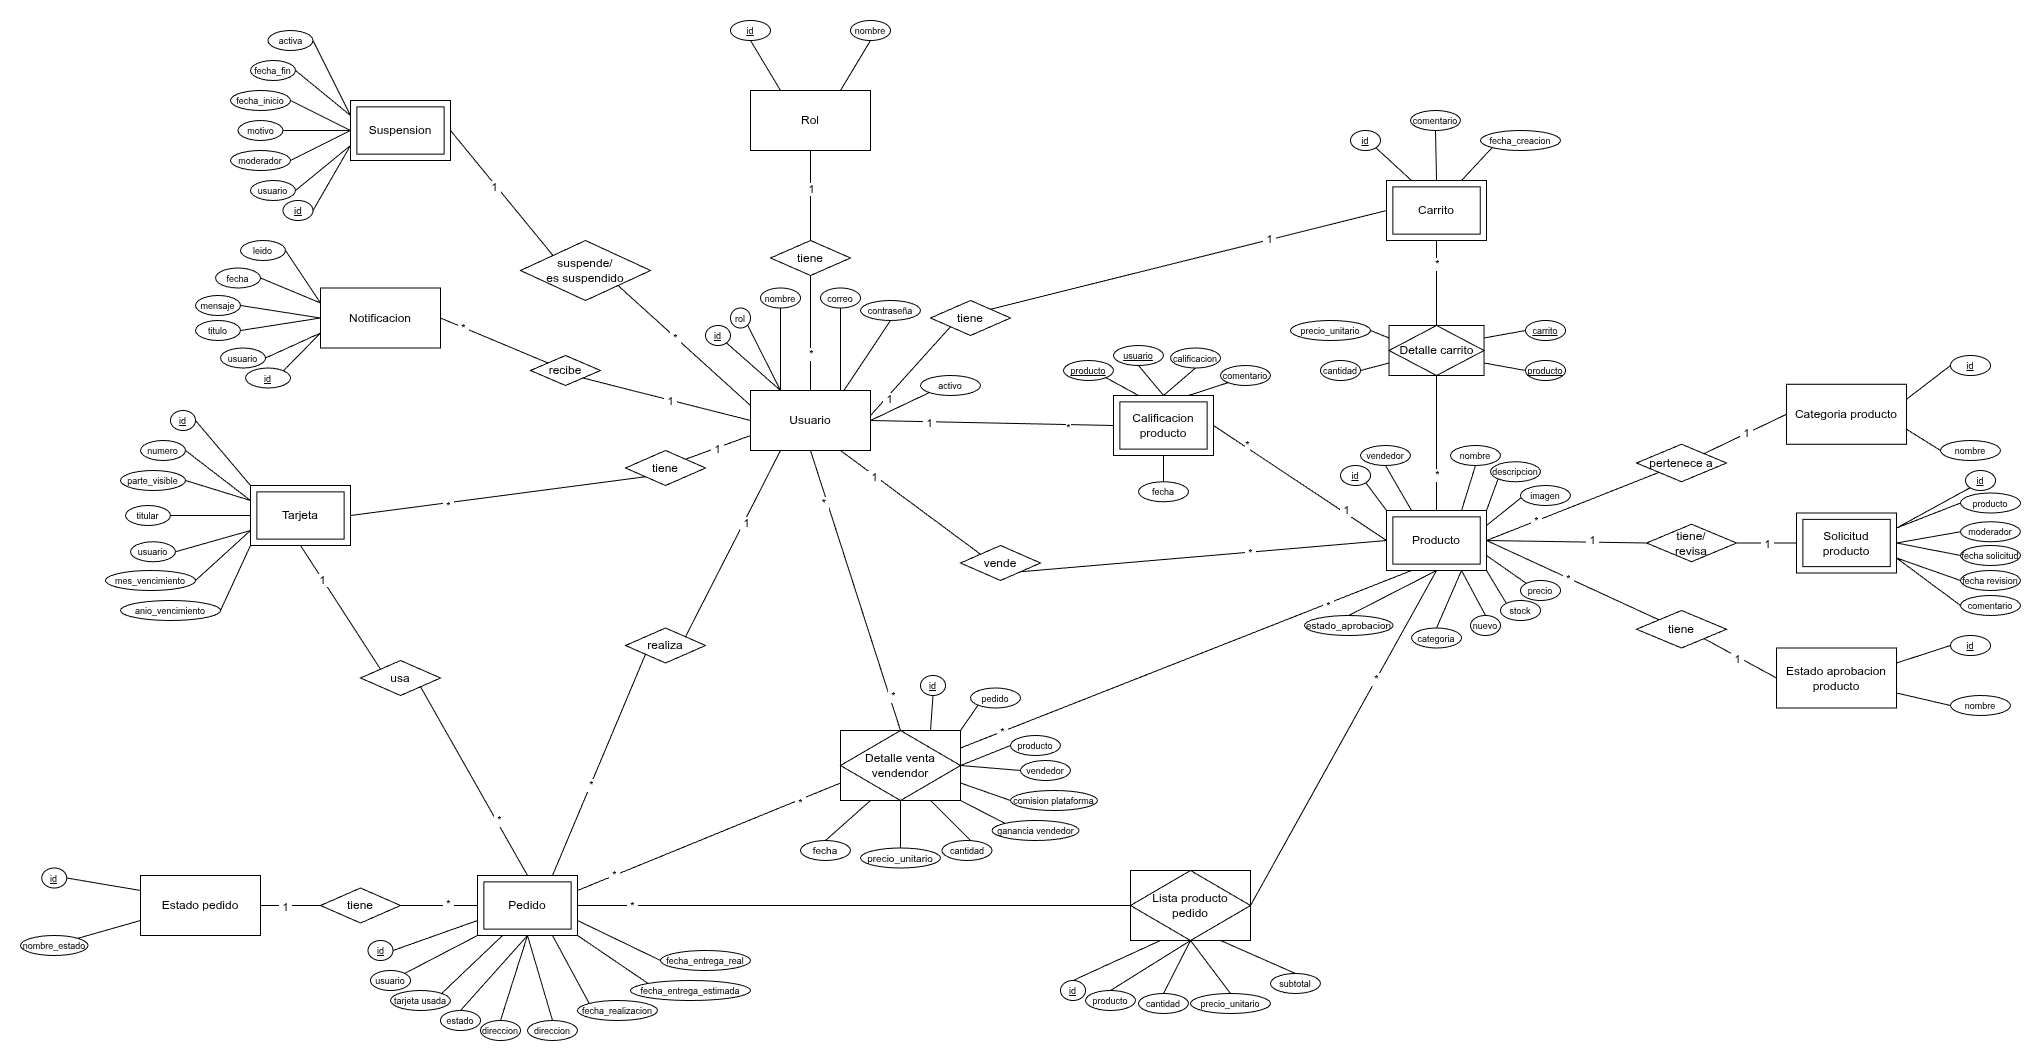 id
nombre
Rol
1
tiene
*
activa
fecha_fin
fecha_inicio
motivo
moderador
usuario
id
Suspension
1
suspende/
es suspendido
*
leido
fecha
mensaje
titulo
usuario
id
Notificacion
*
recibe
1
id
rol
nombre
correo
contraseña
activo
Usuario
1
tiene
1
id
comentario
fecha_creacion
Carrito
*
precio_unitario
cantidad
Detalle carrito
carrito
producto
*
producto
usuario
calificacion
comentario
Calificacion
producto
fecha
1
*
*
1
id
numero
parte_visible
titular
usuario
mes_vencimiento
anio_vencimiento
Tarjeta
*
tiene
1
1
usa
*
1
realiza
*
*
*
1
vende
*
id
vendedor
nombre
descripcion
imagen
Producto
precio
stock
nuevo
categoria
estado_aprobacion
*
pertenece a
1
Categoria producto
id
nombre
1
tiene/
revisa
1
Solicitud
producto
id
producto
moderador
fecha solicitud
fecha revision
comentario
*
tiene
1
Estado aprobacion
producto
id
nombre
*
*
*
id
pedido
producto
vendedor
comision plataforma
ganancia vendedor
cantidad
precio_unitario
fecha
Detalle venta
vendendor
*
*
id
nombre_estado
Estado pedido
1
tiene
*
Pedido
*
id
usuario
tarjeta usada
estado
direccion
direccion
fecha_realizacion
fecha_entrega_estimada
fecha_entrega_real
Lista producto
pedido
id
producto
cantidad
precio_unitario
subtotal